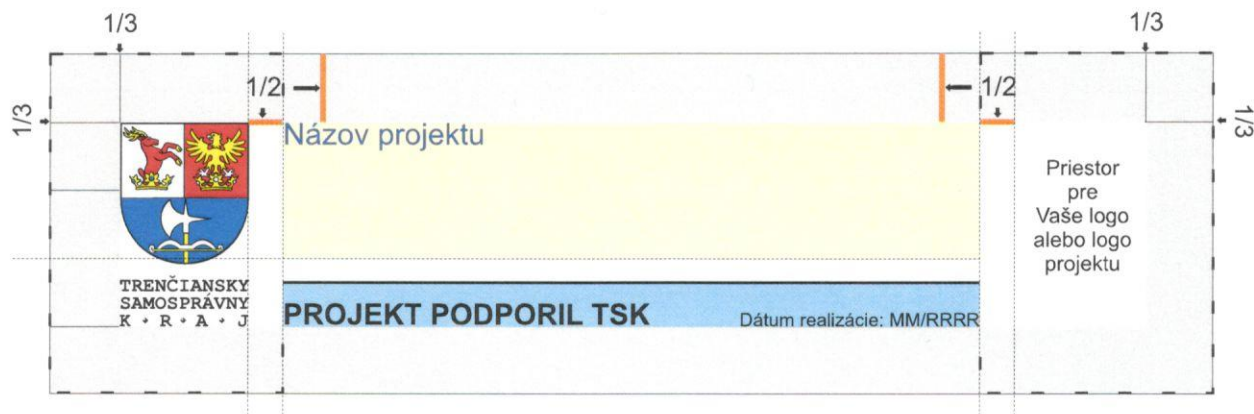 1/3
1/3
1/2
1/2
1/3
1/3
Názov projektu
Priestor
pre
Vaše logo
alebo logo
projektu
TRENČIANSKY
SAMOSPRÁVNY
K · R · A · J
PROJEKT PODPORIL TSK
Dátum realizácie: MM/RRRR